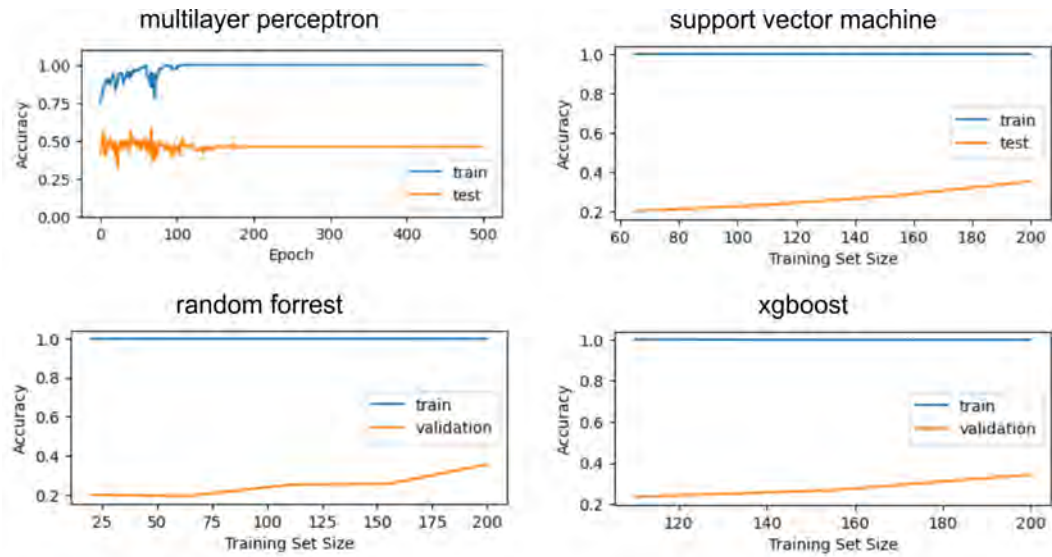 multilayer perceptron
1.00
0.75
0.50
0.25
0.00
Accuracy
train
test
0 100 200 300 400 500
Epoch
support vector machine
1.0
0.8
0.6
0.4
0.2
Accuracy
train
test
60 80 100 120 140 160 180 200
Training Set Size
random forrest
1.0
0.8
0.6
0.4
0.2
Accuracy
train
validation
25 50 75 100 125 150 175 200
Training Set Size
xgboost
1.0
0.8
0.6
0.4
0.2
Accuracy
train
validation
120 140 160 180 200
Training Set Size